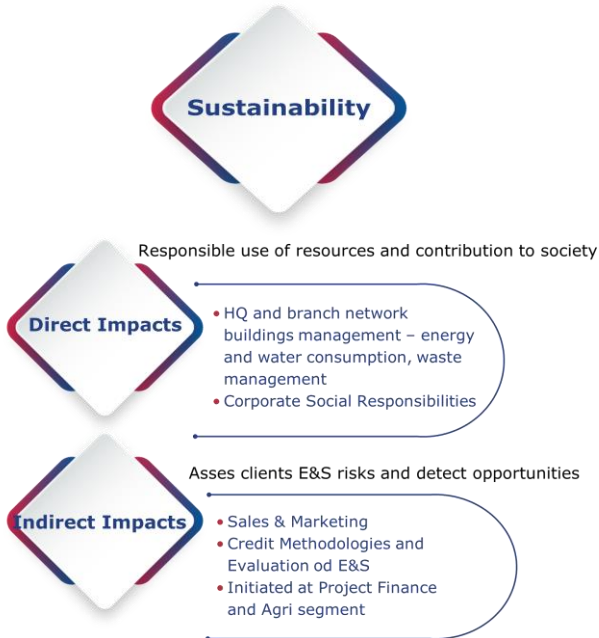 Sustainability
Responsible use of resources and contribution to society
Direct Impacts
• HQ and branch network
buildings management – energy
and water consumption, waste
management
• Corporate Social Responsibilities
Asses clients E&S risks and detect opportunities
Indirect Impacts
• Sales & Marketing
• Credit Methodologies and
Evaluation od E&S
• Initiated at Project Finance
and Agri segment